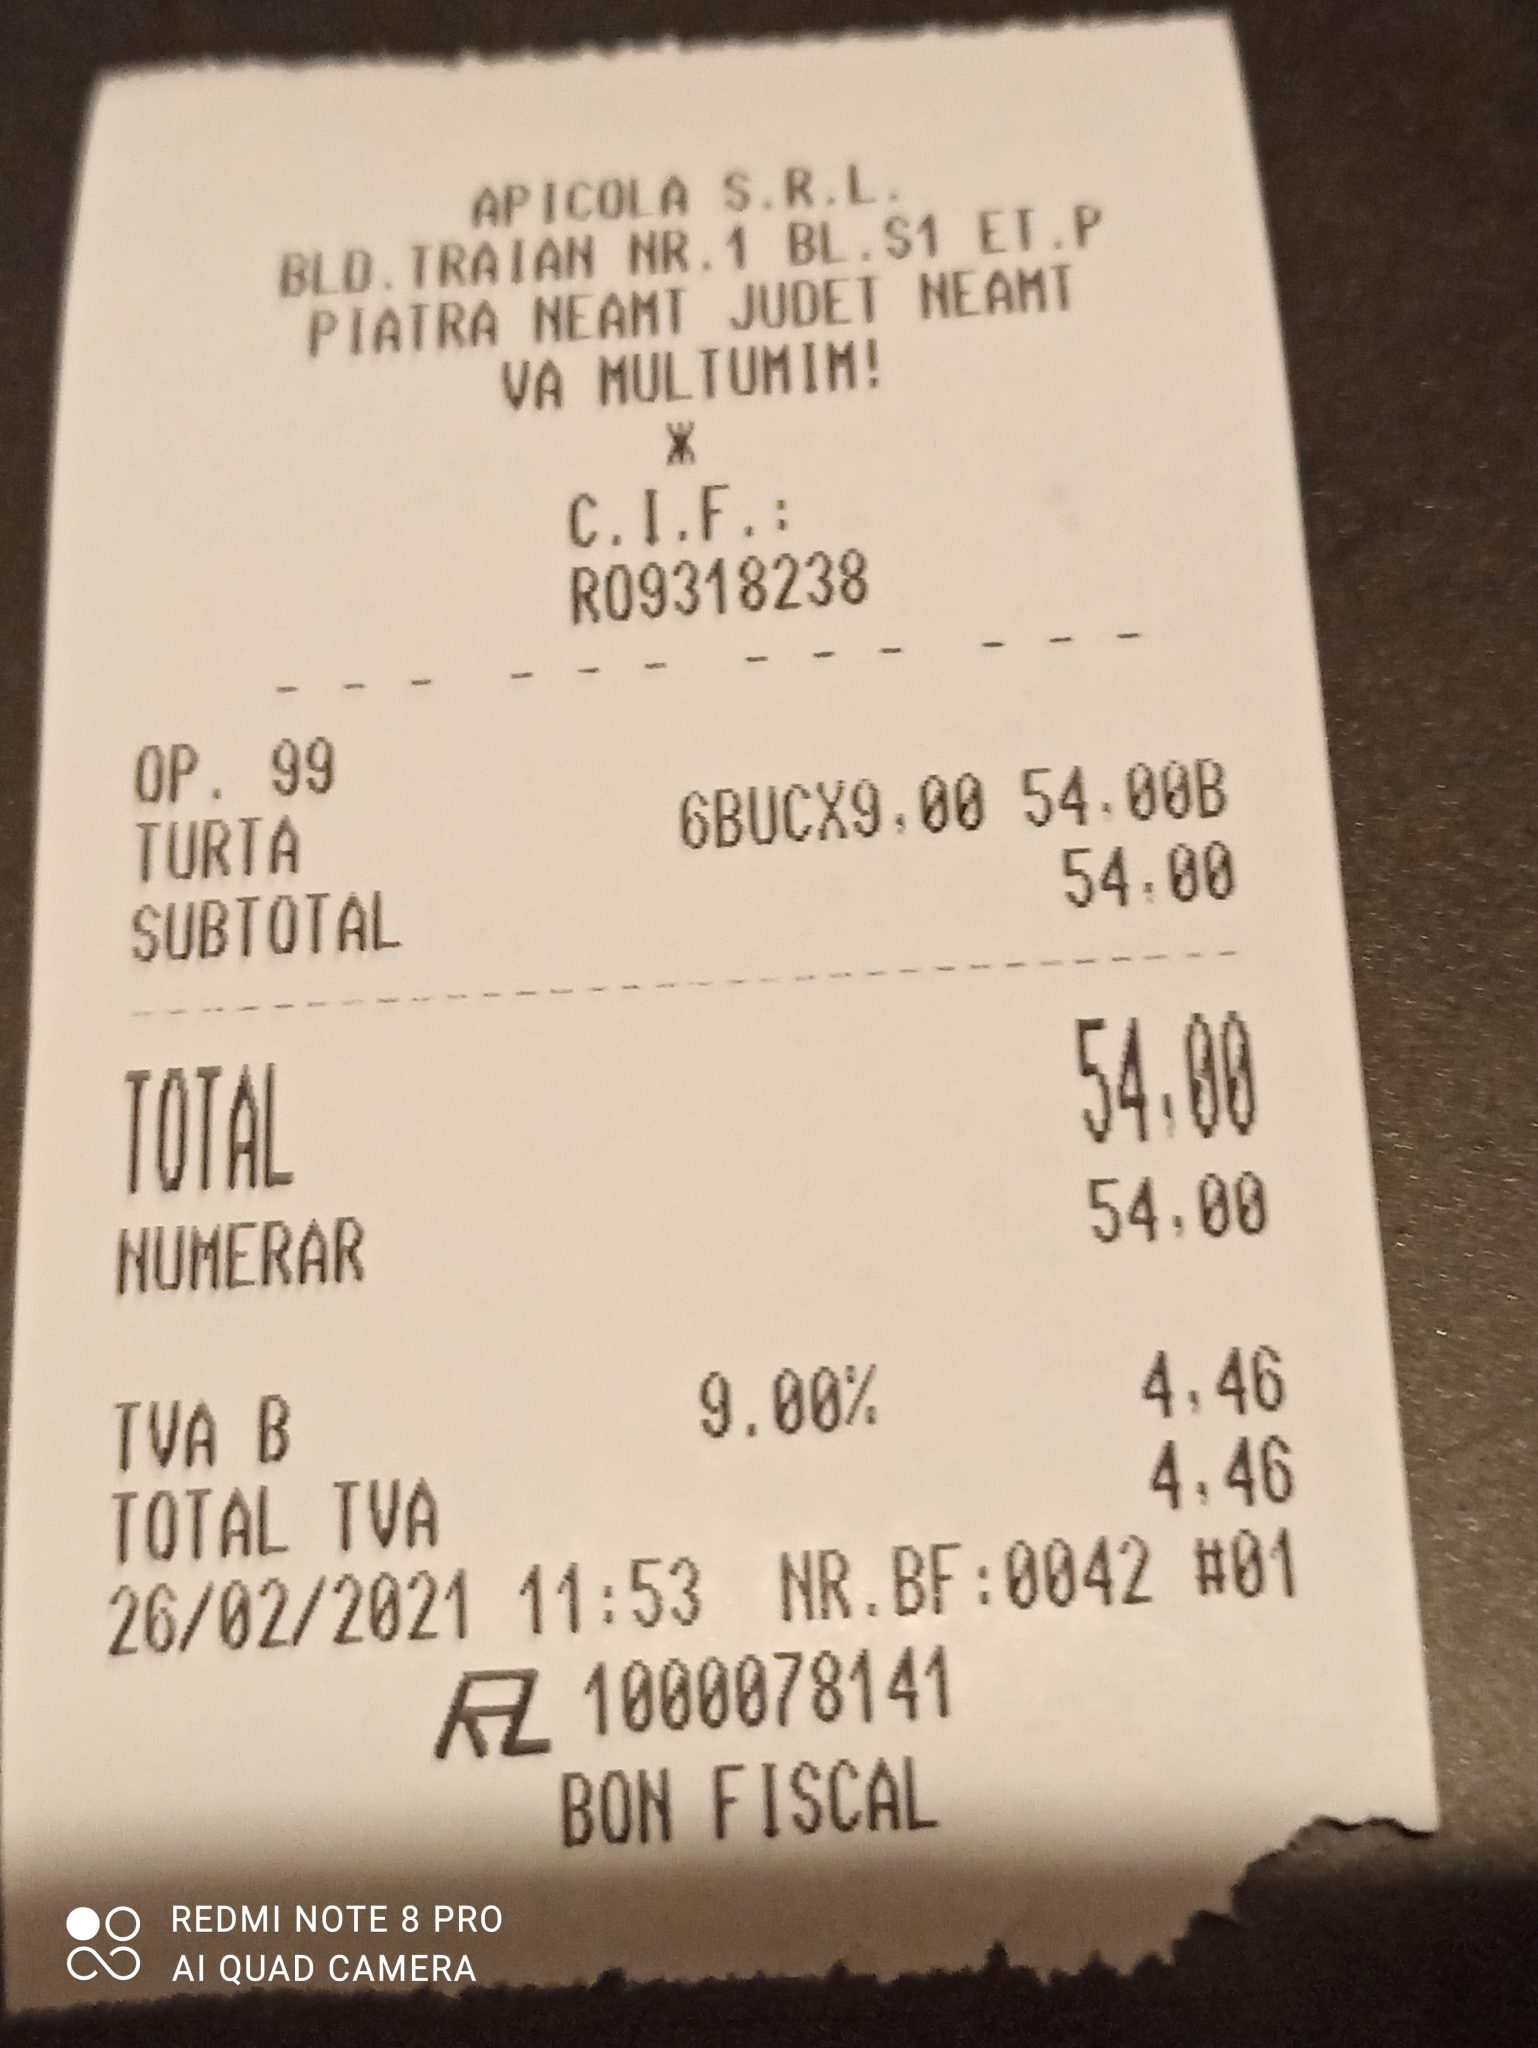 APICOLA S.R.L.
BLD.TRAIAN NR.1 BL.S1 ET.P
PIATRA NEAMT JUDET NEAMT
VA MULTUMIM!
*
C.I.F.:
RO9318238
- - - - - - - - - - - -
OP. 99
TURTA 6BUCX9.00 54.00B
SUBTOTAL 54.00
TOTAL 54.00
NUMERAR 54.00
TVA B 9.00% 4.46
TOTAL TVA 4.46
26/02/2021 11:53 NR.BF:0042 #01
1000078141
BON FISCAL
REDMI NOTE 8 PRO
AI QUAD CAMERA